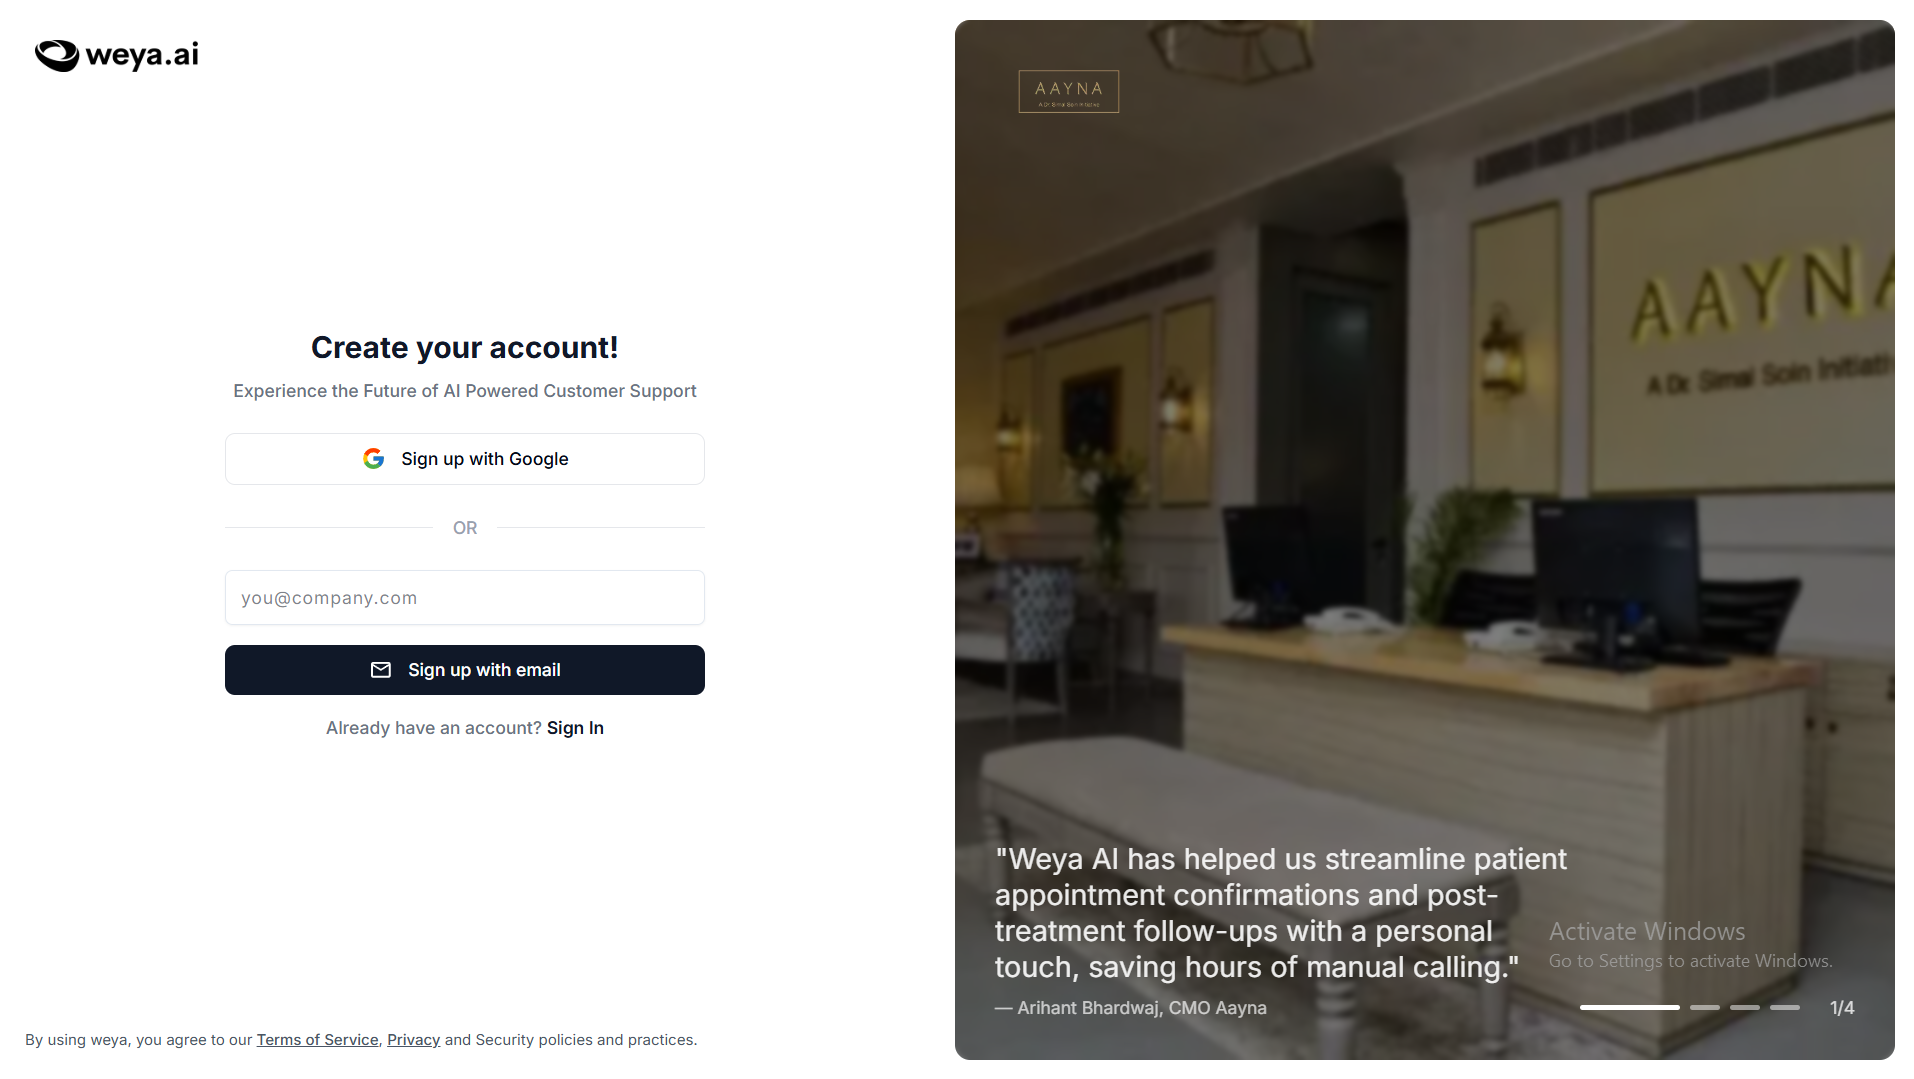 weya.ai
Create your account!
Experience the Future of AI Powered Customer Support
Sign up with Google
OR
you@company.com
Sign up with email
Already have an account? Sign In
By using weya, you agree to our Terms of Service, Privacy and Security policies and practices.
AAYNA
A Dr. Simal Soin Initiative
AAYNA
A Dr. Simal Soin Initiati
"Weya AI has helped us streamline patient
appointment confirmations and post-
treatment follow-ups with a personal
touch, saving hours of manual calling."
— Arihant Bhardwaj, CMO Aayna
Activate Windows
Go to Settings to activate Windows.
1/4